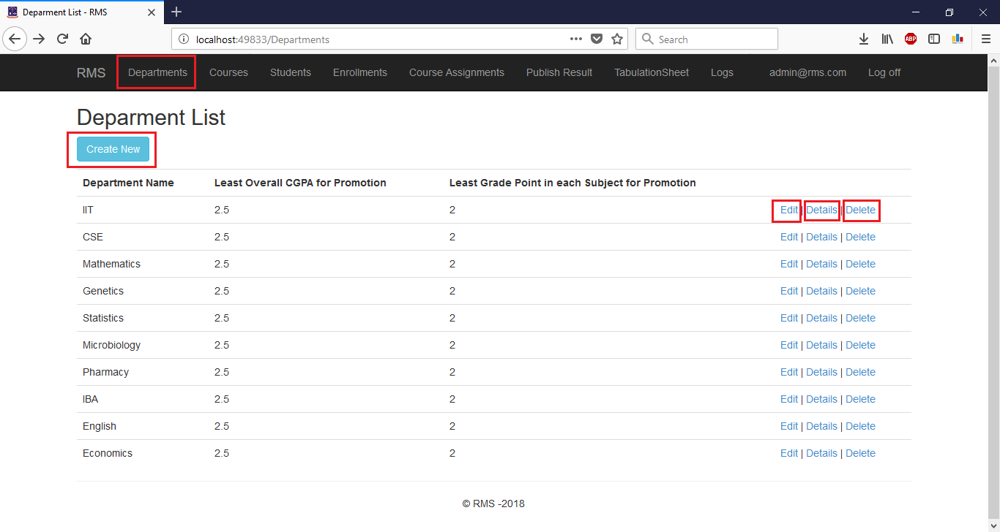 Deparment List - RMS
localhost:49833/Departments
Search
ABP
RMS Departments Courses Students Enrollments Course Assignments Publish Result TabulationSheet Logs admin@rms.com Log off
Deparment List
Create New
Department Name Least Overall CGPA for Promotion Least Grade Point in each Subject for Promotion
IIT 2.5 2 Edit | Details | Delete
CSE 2.5 2 Edit | Details | Delete
Mathematics 2.5 2 Edit | Details | Delete
Genetics 2.5 2 Edit | Details | Delete
Statistics 2.5 2 Edit | Details | Delete
Microbiology 2.5 2 Edit | Details | Delete
Pharmacy 2.5 2 Edit | Details | Delete
IBA 2.5 2 Edit | Details | Delete
English 2.5 2 Edit | Details | Delete
Economics 2.5 2 Edit | Details | Delete
© RMS -2018